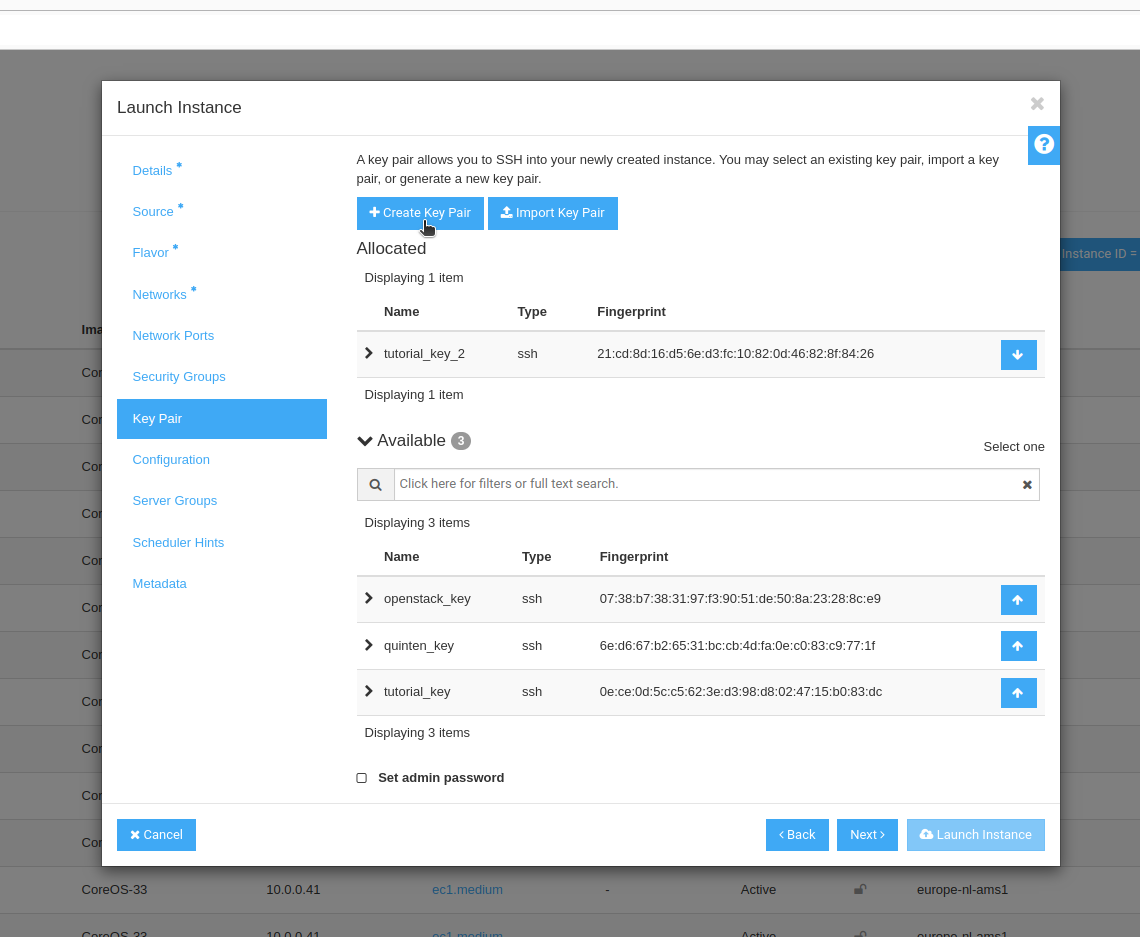 Launch Instance
×
?
Details *
Source *
Flavor *
Networks *
Network Ports
Security Groups
Key Pair
Configuration
Server Groups
Scheduler Hints
Metadata
A key pair allows you to SSH into your newly created instance. You may select an existing key pair, import a key
pair, or generate a new key pair.
Create Key Pair
Import Key Pair
Allocated
Displaying 1 item
Name Type Fingerprint
tutorial_key_2 ssh 21:cd:8d:16:d5:6e:d3:fc:10:82:0d:46:82:8f:84:26
Displaying 1 item
Available 3
Select one
Click here for filters or full text search.
Displaying 3 items
Name Type Fingerprint
openstack_key ssh 07:38:b7:38:31:97:f3:90:51:de:50:8a:23:28:8c:e9
quinten_key ssh 6e:d6:67:b2:65:31:bc:cb:4d:fa:0e:c0:83:c9:77:1f
tutorial_key ssh 0e:ce:0d:5c:c5:62:3e:d3:98:d8:02:47:15:b0:83:dc
Displaying 3 items
Set admin password
Cancel
Back
Next
Launch Instance
Instance ID =
Ima
Cor
Cor
Cor
Cor
Cor
Cor
Cor
Cor
Cor
Cor
Cor
CoreOS-33 10.0.0.41 ec1.medium - Active europe-nl-ams1
CoreOS-33 10.0.0.41 ec1.medium Active europe-nl-ams1